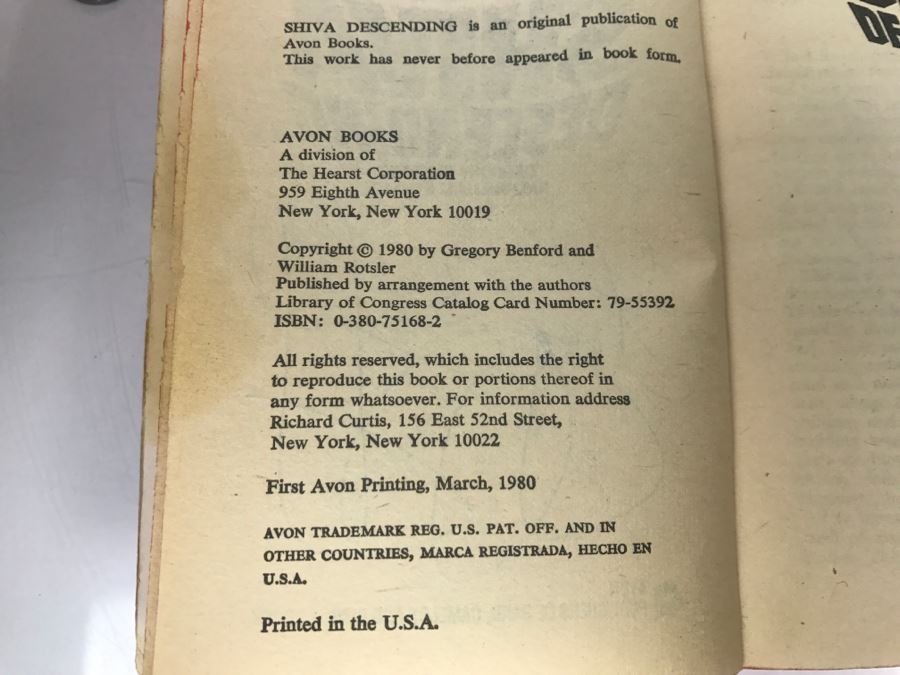 SHIVA DESCENDING is an original publication of
Avon Books.
This work has never before appeared in book form.
AVON BOOKS
A division of
The Hearst Corporation
959 Eighth Avenue
New York, New York 10019
Copyright © 1980 by Gregory Benford and
William Rotsler
Published by arrangement with the authors
Library of Congress Catalog Card Number: 79-55392
ISBN: 0-380-75168-2
All rights reserved, which includes the right
to reproduce this book or portions thereof in
any form whatsoever. For information address
Richard Curtis, 156 East 52nd Street,
New York, New York 10022
First Avon Printing, March, 1980
AVON TRADEMARK REG. U.S. PAT. OFF. AND IN
OTHER COUNTRIES, MARCA REGISTRADA, HECHO EN
U.S.A.
Printed in the U.S.A.
DE